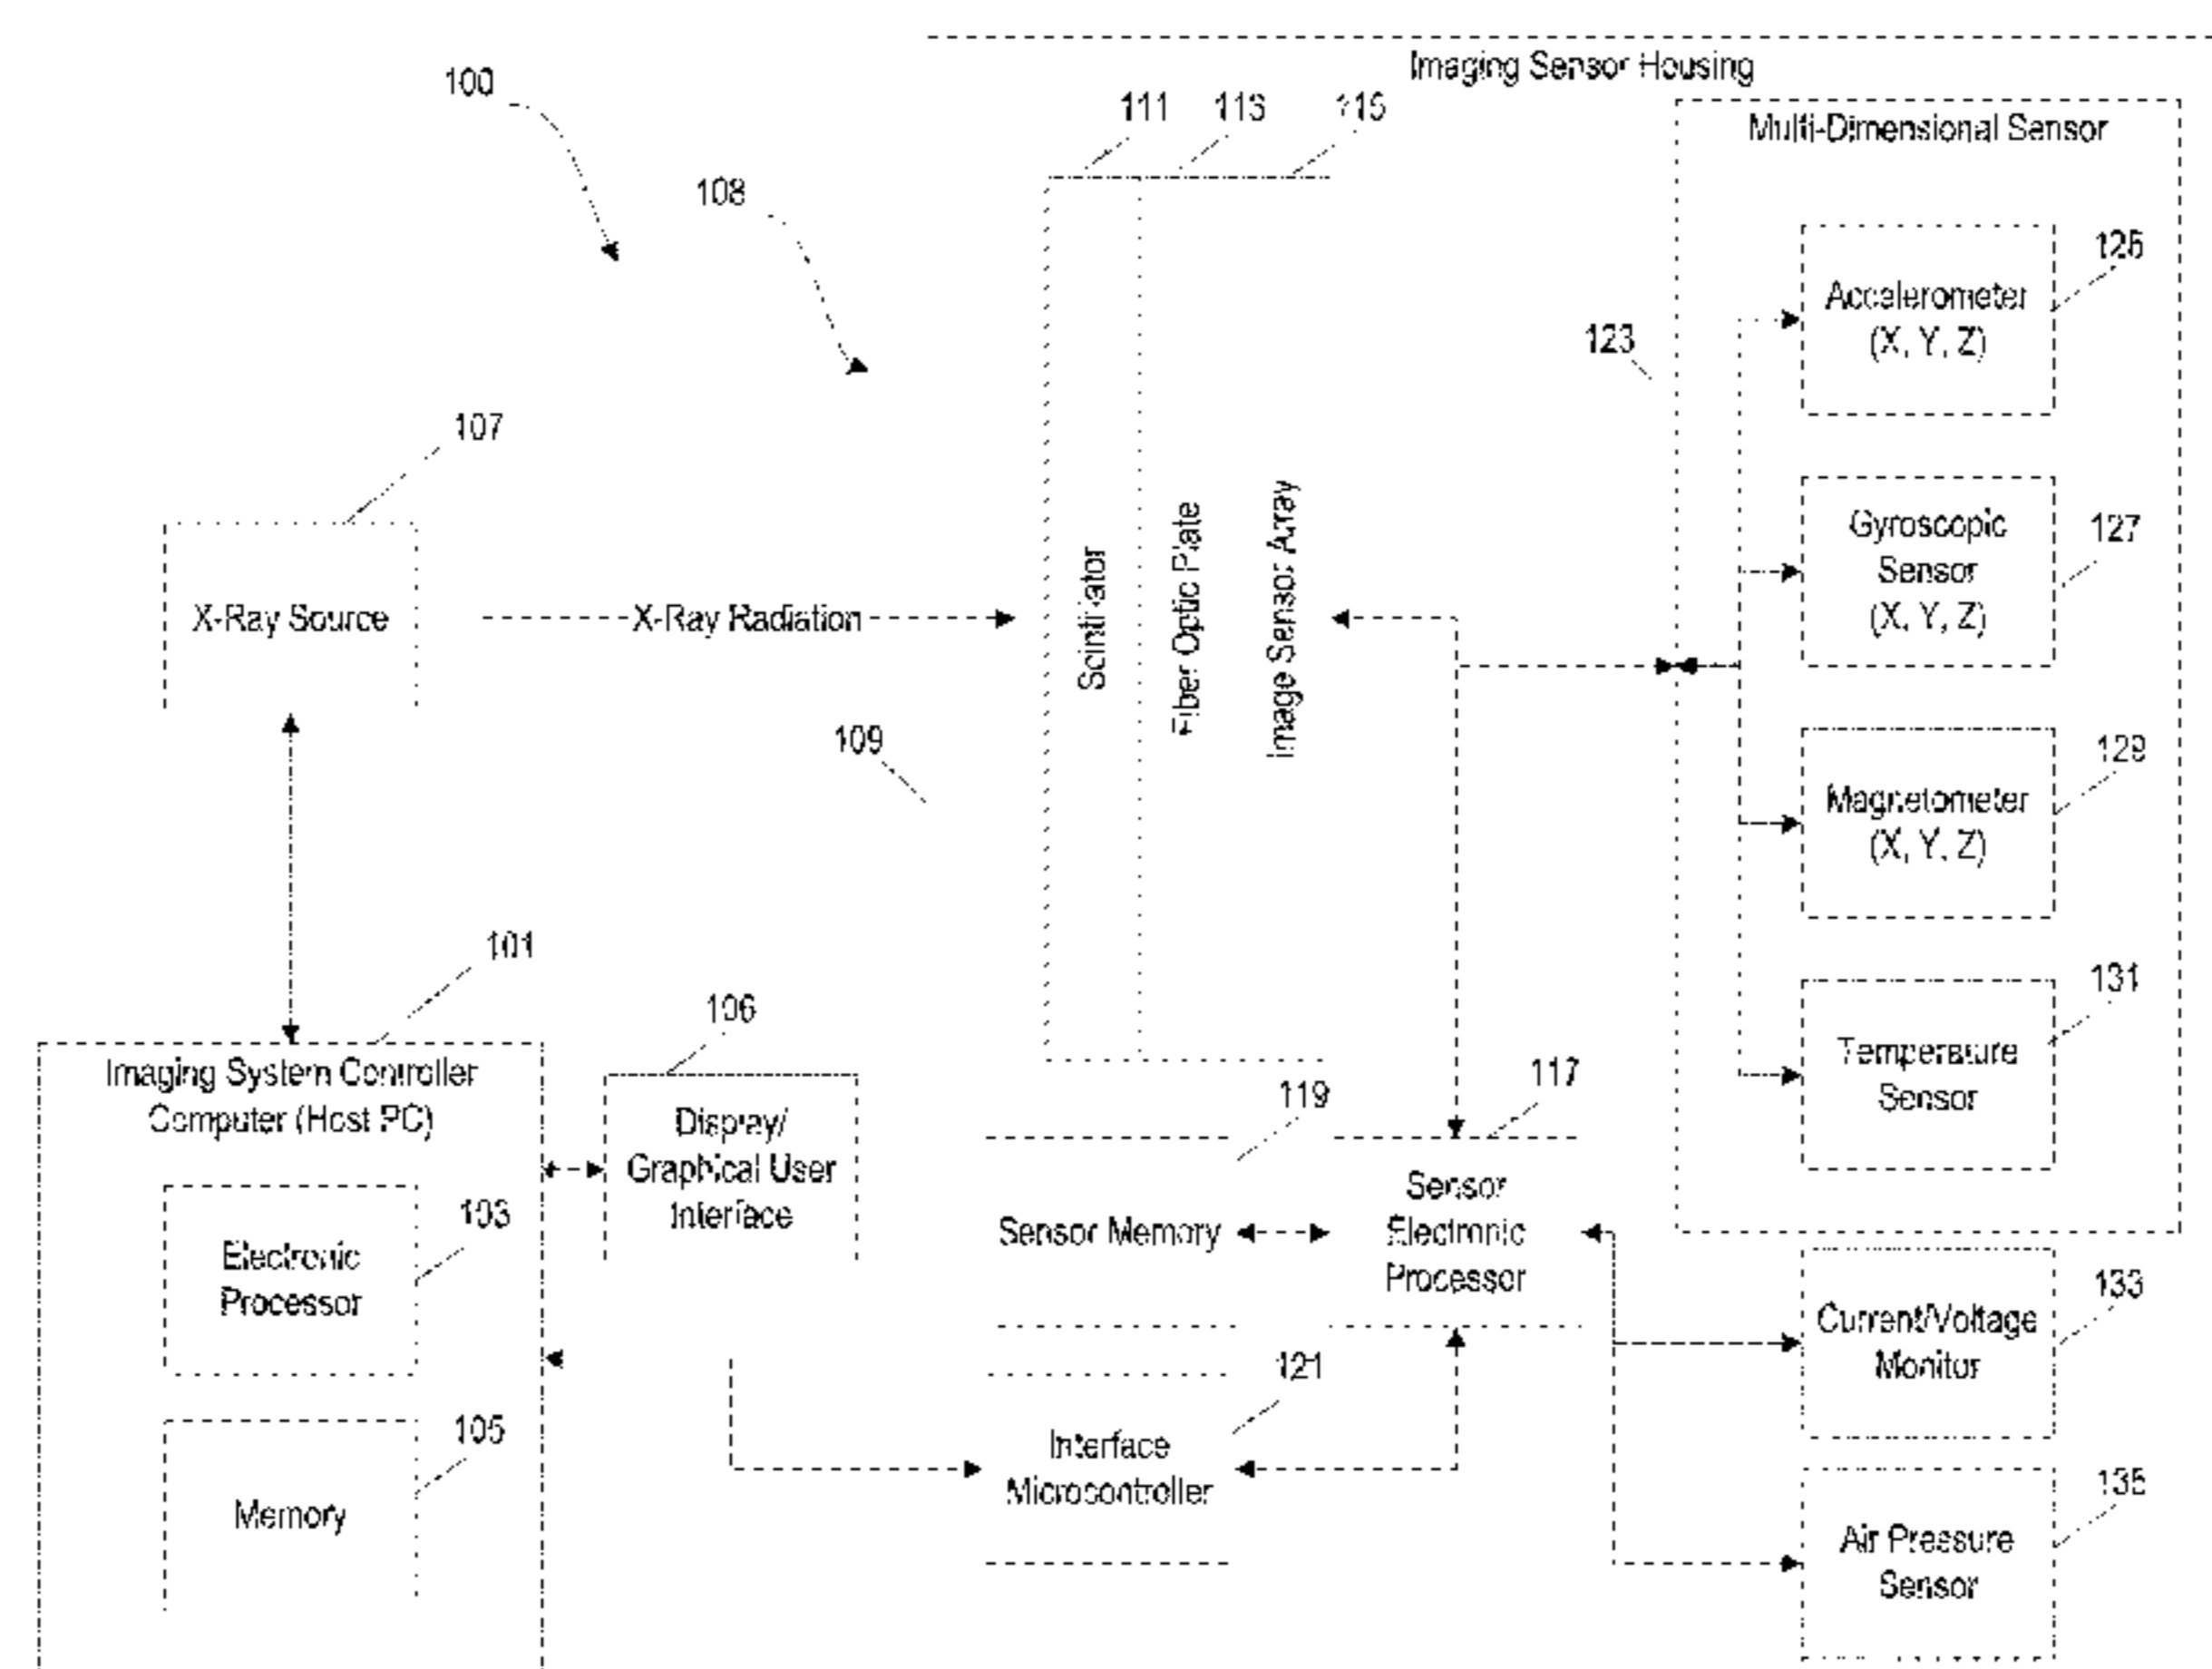 Imaging Sensor Housing
100
111
113
115
Multi-Dimensional Sensor
108
125
Accelerometer
(X, Y, Z)
123
107
Gyroscopic
Sensor
(X, Y, Z)
127
X-Ray Source
X-Ray Radiation
Scintillator
Fiber Optic Plate
Image Sensor Array
109
129
Magnetometer
(X, Y, Z)
101
131
Temperature
Sensor
106
Imaging System Controller
Computer (Host PC)
119
117
Display/
Graphical User
Interface
Sensor Memory
Sensor
Electronic
Processor
103
Electronic
Processor
133
Current/Voltage
Monitor
121
105
Memory
Interface
Microcontroller
135
Air Pressure
Sensor